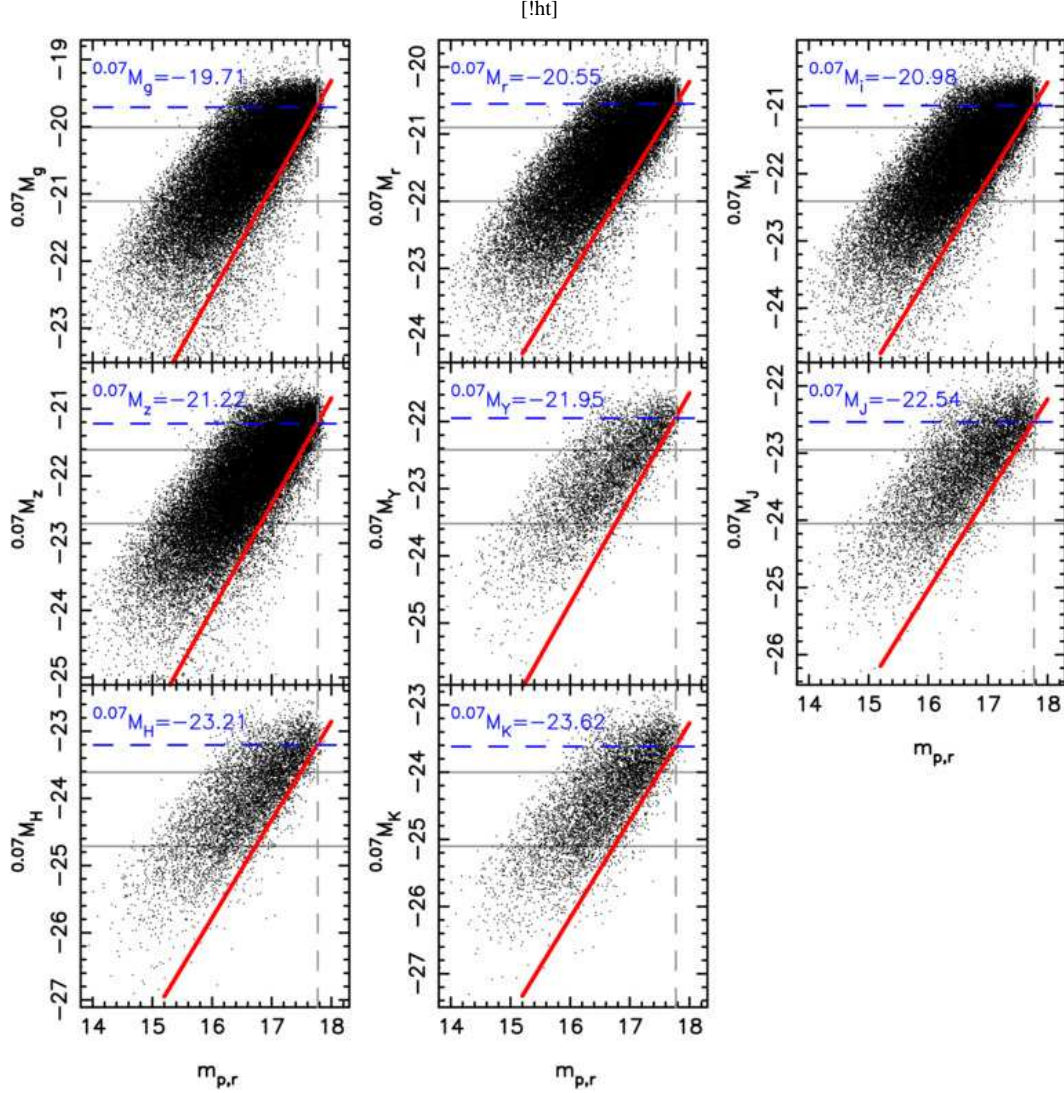 [!ht]
0.07Mg=−19.71
−19
−20
−21
−22
−23
0.07Mg
0.07Mr=−20.55
−20
−21
−22
−23
−24
0.07Mr
0.07Mi=−20.98
−21
−22
−23
−24
0.07Mi
0.07Mz=−21.22
−21
−22
−23
−24
−25
0.07Mz
0.07MY=−21.95
−22
−23
−24
−25
0.07MY
0.07MJ=−22.54
−22
−23
−24
−25
−26
0.07MJ
14 15 16 17 18
mp,r
0.07MH=−23.21
−23
−24
−25
−26
−27
0.07MH
14 15 16 17 18
mp,r
0.07MK=−23.62
−23
−24
−25
−26
−27
0.07MK
14 15 16 17 18
mp,r